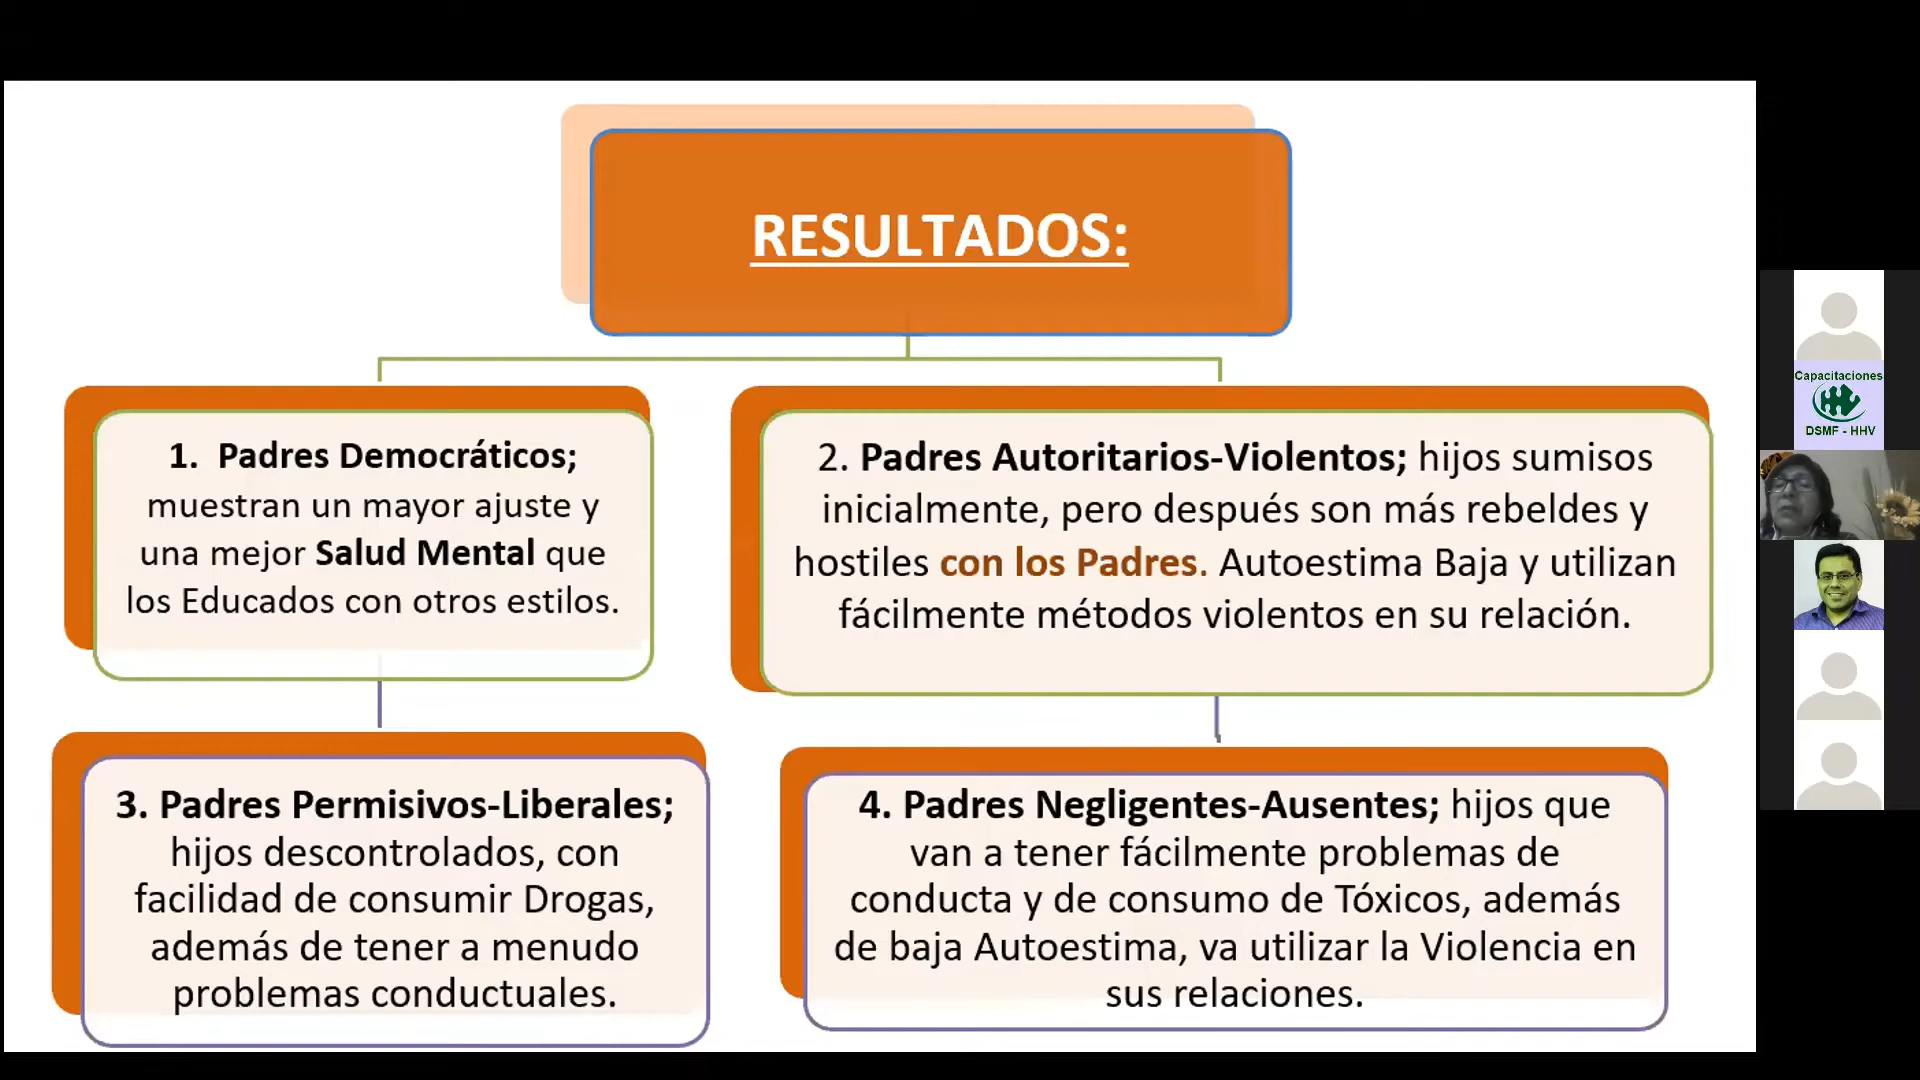 RESULTADOS:
1. Padres Democráticos;
muestran un mayor ajuste y
una mejor Salud Mental que
los Educados con otros estilos.
2. Padres Autoritarios-Violentos; hijos sumisos
inicialmente, pero después son más rebeldes y
hostiles con los Padres. Autoestima Baja y utilizan
fácilmente métodos violentos en su relación.
3. Padres Permisivos-Liberales;
hijos descontrolados, con
facilidad de consumir Drogas,
además de tener a menudo
problemas conductuales.
4. Padres Negligentes-Ausentes; hijos que
van a tener fácilmente problemas de
conducta y de consumo de Tóxicos, además
de baja Autoestima, va utilizar la Violencia en
sus relaciones.
Capacitaciones
DSMF - HHV